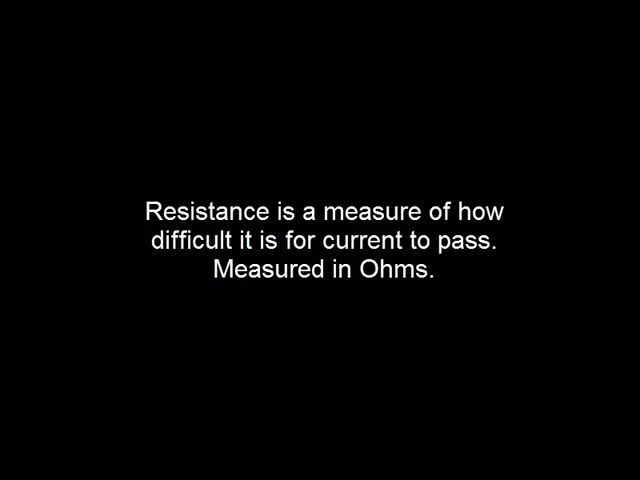 Resistance is a measure of how
difficult it is for current to pass.
Measured in Ohms.